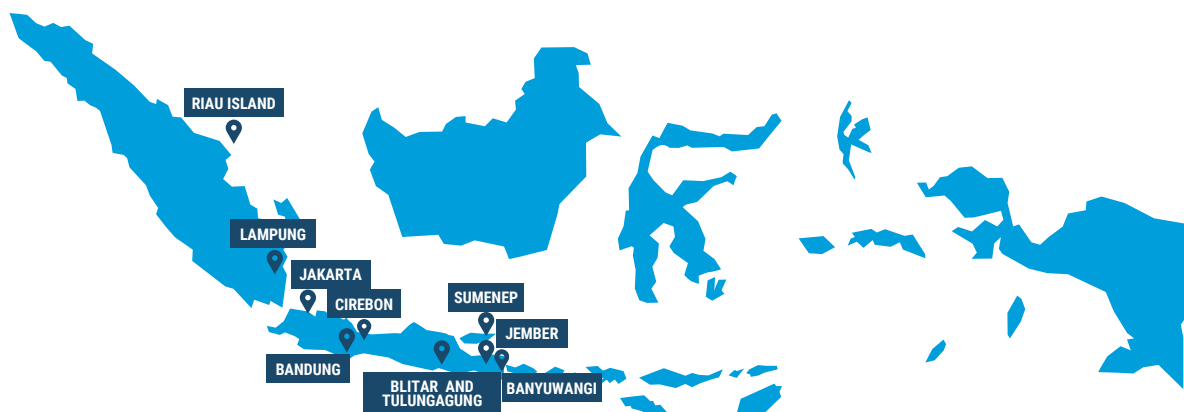 RIAU ISLAND
LAMPUNG
JAKARTA
CIREBON
SUMENEP
JEMBER
BANDUNG
BLITAR AND
TULUNGAGUNG
BANYUWANGI